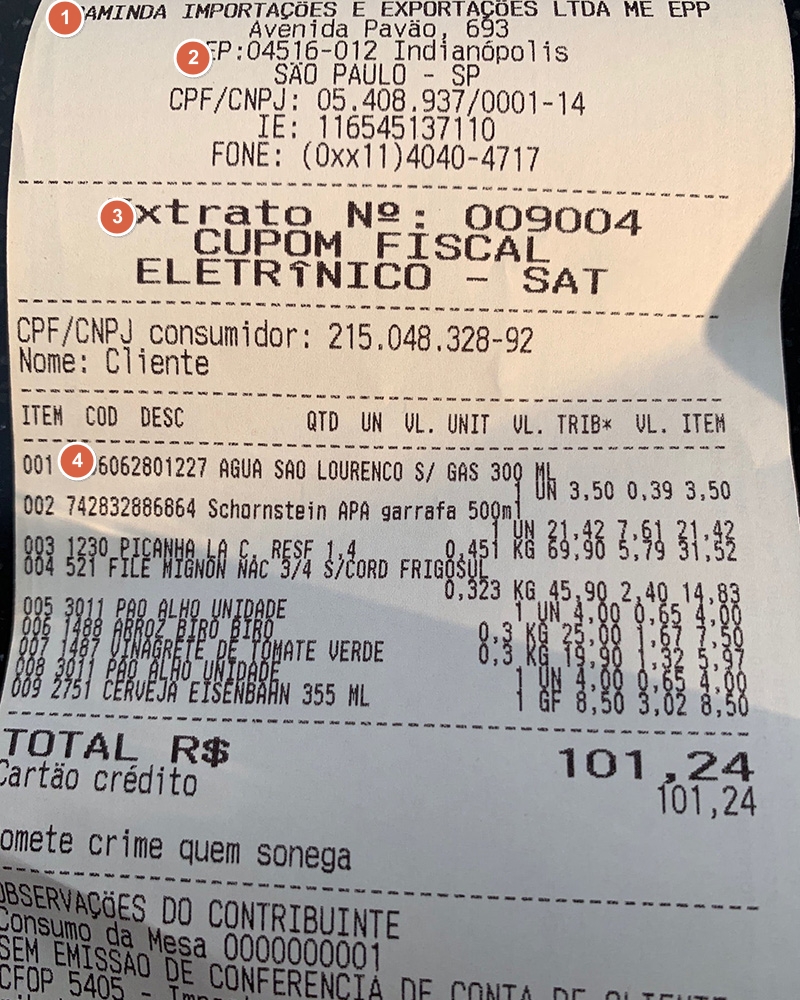 1
AMINDA IMPORTAÇÕES E EXPORTAÇÕES LTDA ME EPP
Avenida Pavão, 693
2
EP:04516-012 Indianópolis
SÃO PAULO - SP
CPF/CNPJ: 05.408.937/0001-14
IE: 116545137110
FONE: (0xx11)4040-4717
3
xtrato Nº: 009004
CUPOM FISCAL
ELETRÎNICO - SAT
CPF/CNPJ consumidor: 215.048.328-92
Nome: Cliente
ITEM COD DESC QTD UN VL. UNIT VL. TRIB* VL. ITEM
001 4 6062801227 AGUA SAO LOURENCO S/ GAS 300 ML
1 UN 3,50 0,39 3,50
002 742832886864 Schornstein APA garrafa 500ml
1 UN 21,42 7,61 21,42
003 1230 PICANHA LA C. RESF 1,4 0,451 KG 69,90 5,79 31,52
004 521 FILE MIGNON NAC 3/4 S/CORD FRIGOSUL
0,323 KG 45,90 2,40 14,83
005 3011 PAO ALHO UNIDADE 1 UN 4,00 0,65 4,00
006 1488 ARROZ BIRO BIRO 0,3 KG 25,00 1,67 7,50
007 1487 VINAGRETE DE TOMATE VERDE 0,3 KG 19,90 1,32 5,97
008 3011 PAO ALHO UNIDADE 1 UN 4,00 0,65 4,00
009 2751 CERVEJA EISENBAHN 355 ML 1 GF 8,50 3,02 8,50
TOTAL R$ 101,24
Cartão crédito 101,24
omete crime quem sonega
OBSERVAÇÕES DO CONTRIBUINTE
Consumo da Mesa 0000000001
SEM EMISSAO DE CONFERENCIA DE CONTA DE CLIENTE
CFOP 5405 -